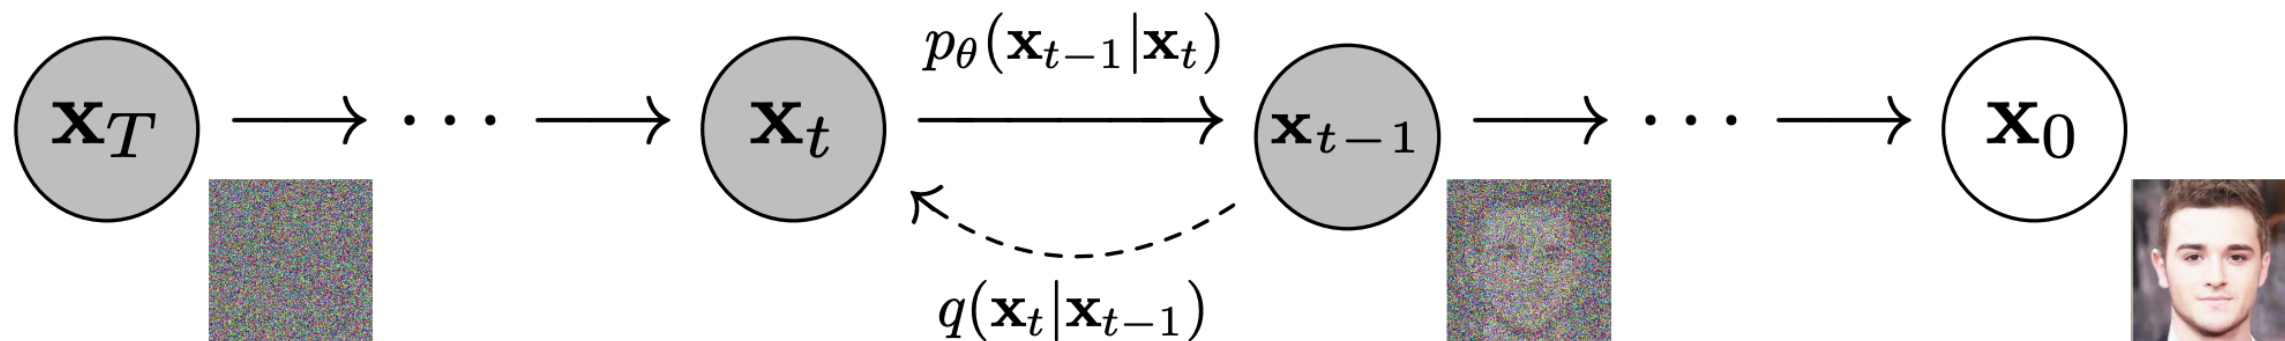 p_θ(x_{t−1}|x_t)
x_T → ··· → x_t → x_{t−1} → ··· → x_0
q(x_t|x_{t−1})